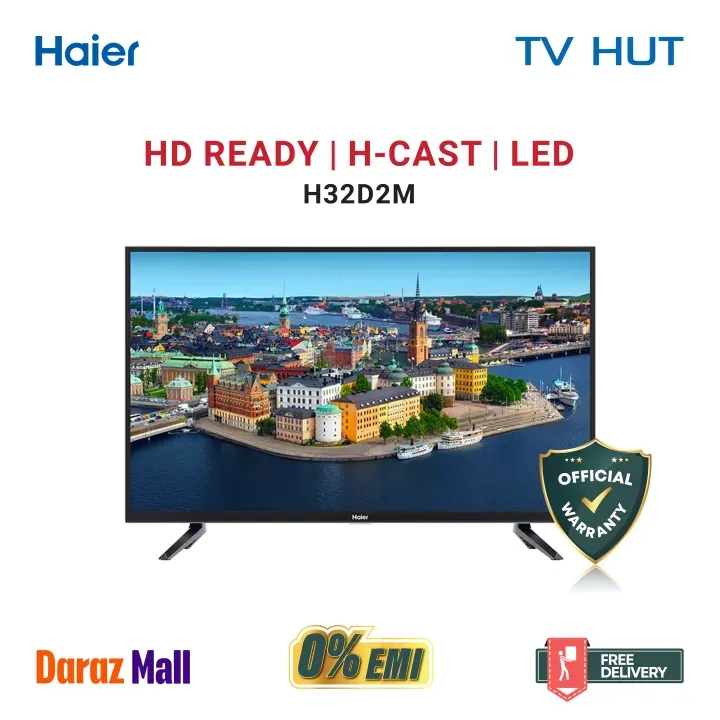 Haier
TV HUT
HD READY | H-CAST | LED
H32D2M
Haier
OFFICIAL
WARRANTY
Daraz Mall
0% EMI
FREE
DELIVERY